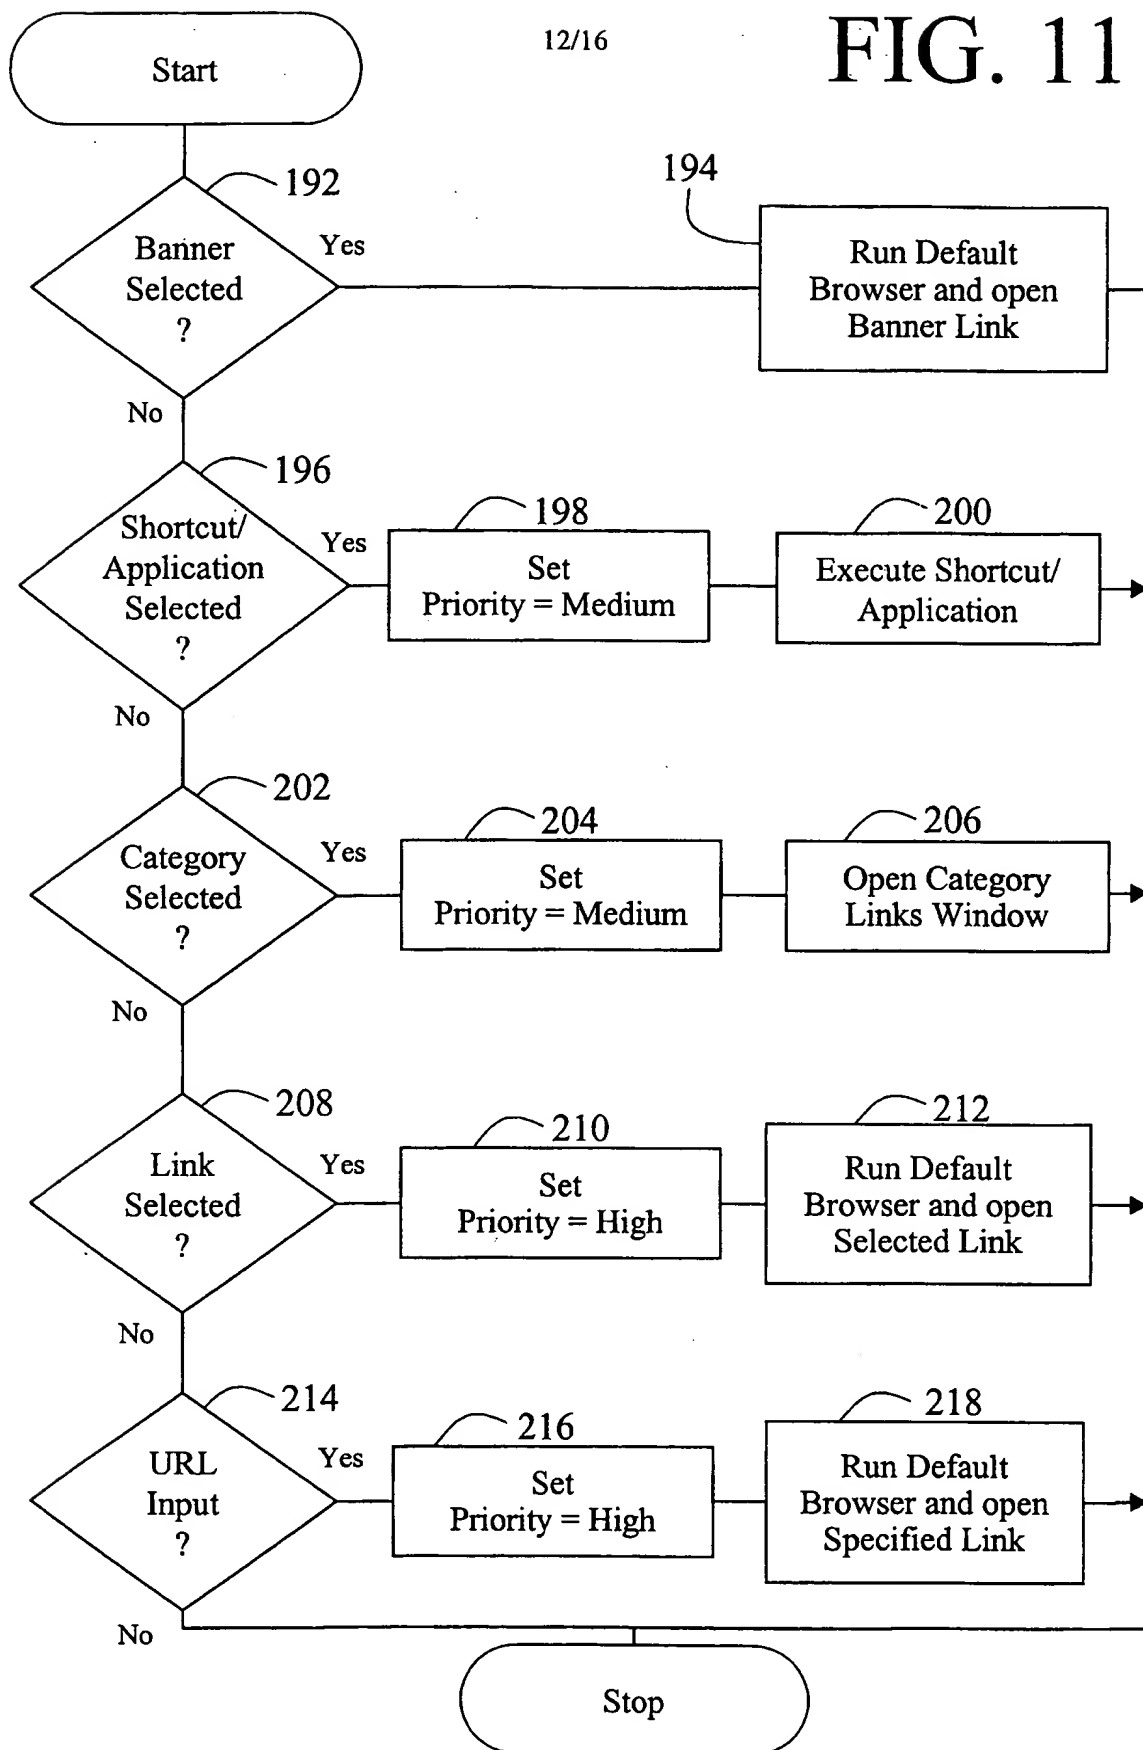 12/16
FIG. 11
Start
192
Banner
Selected
?
Yes
No
194
Run Default
Browser and open
Banner Link
196
Shortcut/
Application
Selected
?
Yes
No
198
Set
Priority = Medium
200
Execute Shortcut/
Application
202
Category
Selected
?
Yes
No
204
Set
Priority = Medium
206
Open Category
Links Window
208
Link
Selected
?
Yes
No
210
Set
Priority = High
212
Run Default
Browser and open
Selected Link
214
URL
Input
?
Yes
No
216
Set
Priority = High
218
Run Default
Browser and open
Specified Link
Stop